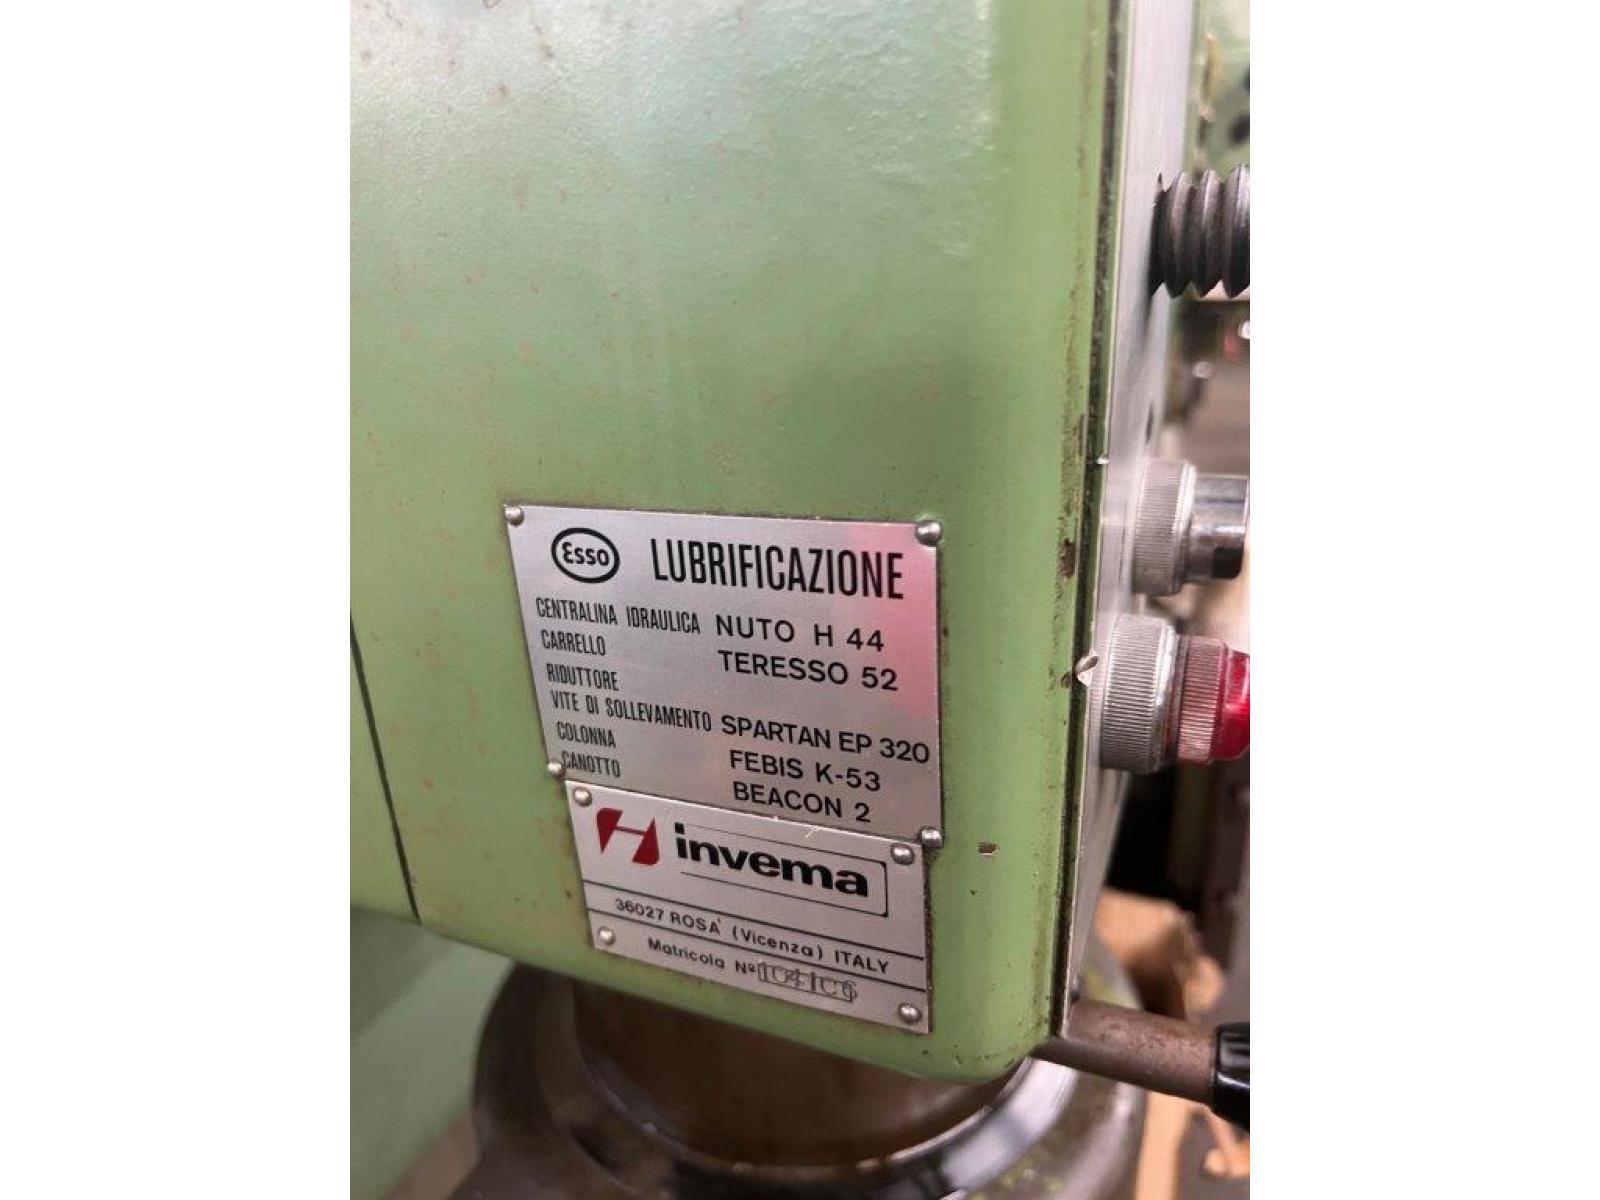 Esso LUBRIFICAZIONE
CENTRALINA IDRAULICA NUTO H 44
CARRELLO TERESSO 52
RIDUTTORE
VITE DI SOLLEVAMENTO SPARTAN EP 320
COLONNA FEBIS K-53
CANOTTO BEACON 2
invema
36027 ROSA' (Vicenza) ITALY
Matricola Nº